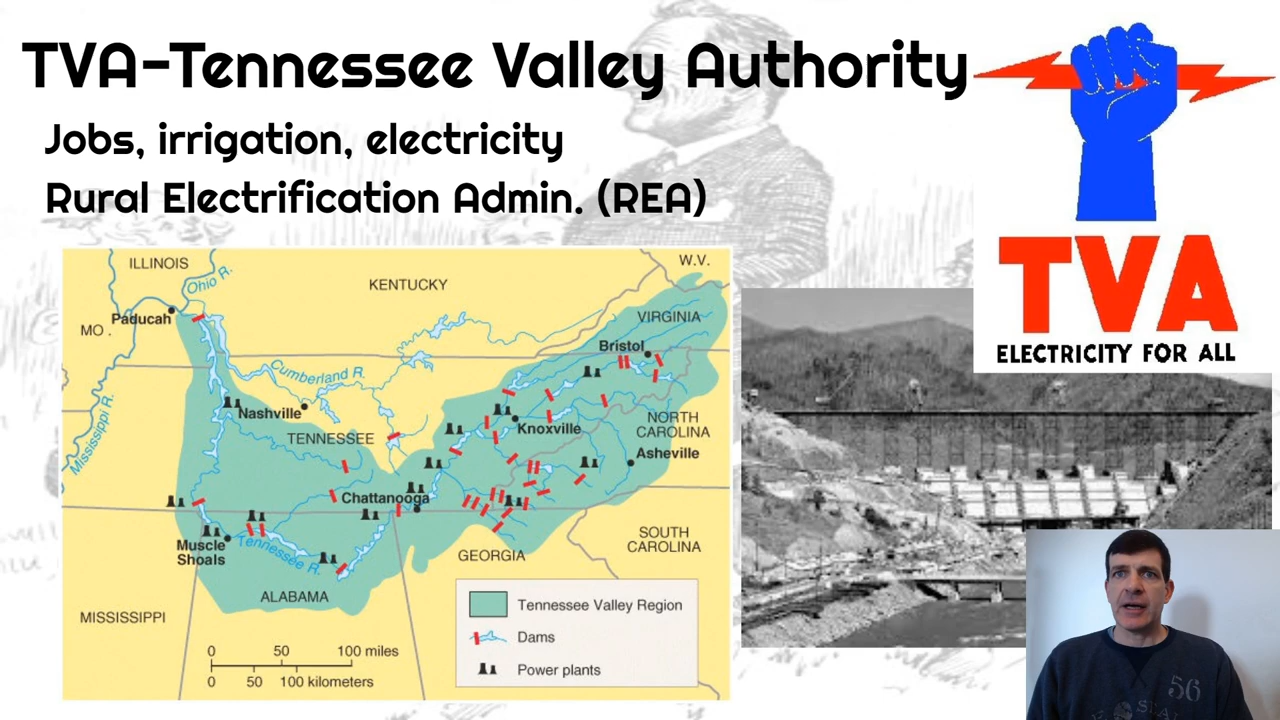 TVA-Tennessee Valley Authority
Jobs, irrigation, electricity
Rural Electrification Admin. (REA)
TVA
ELECTRICITY FOR ALL
ILLINOIS
Ohio R.
W.V.
KENTUCKY
MO.
Paducah
VIRGINIA
Bristol
Cumberland R.
Mississippi R.
Nashville
TENNESSEE
Knoxville
NORTH
CAROLINA
Asheville
Chattanooga
Muscle
Shoals
Tennessee R.
GEORGIA
SOUTH
CAROLINA
ALABAMA
MISSISSIPPI
Tennessee Valley Region
Dams
Power plants
0 50 100 miles
0 50 100 kilometers
56